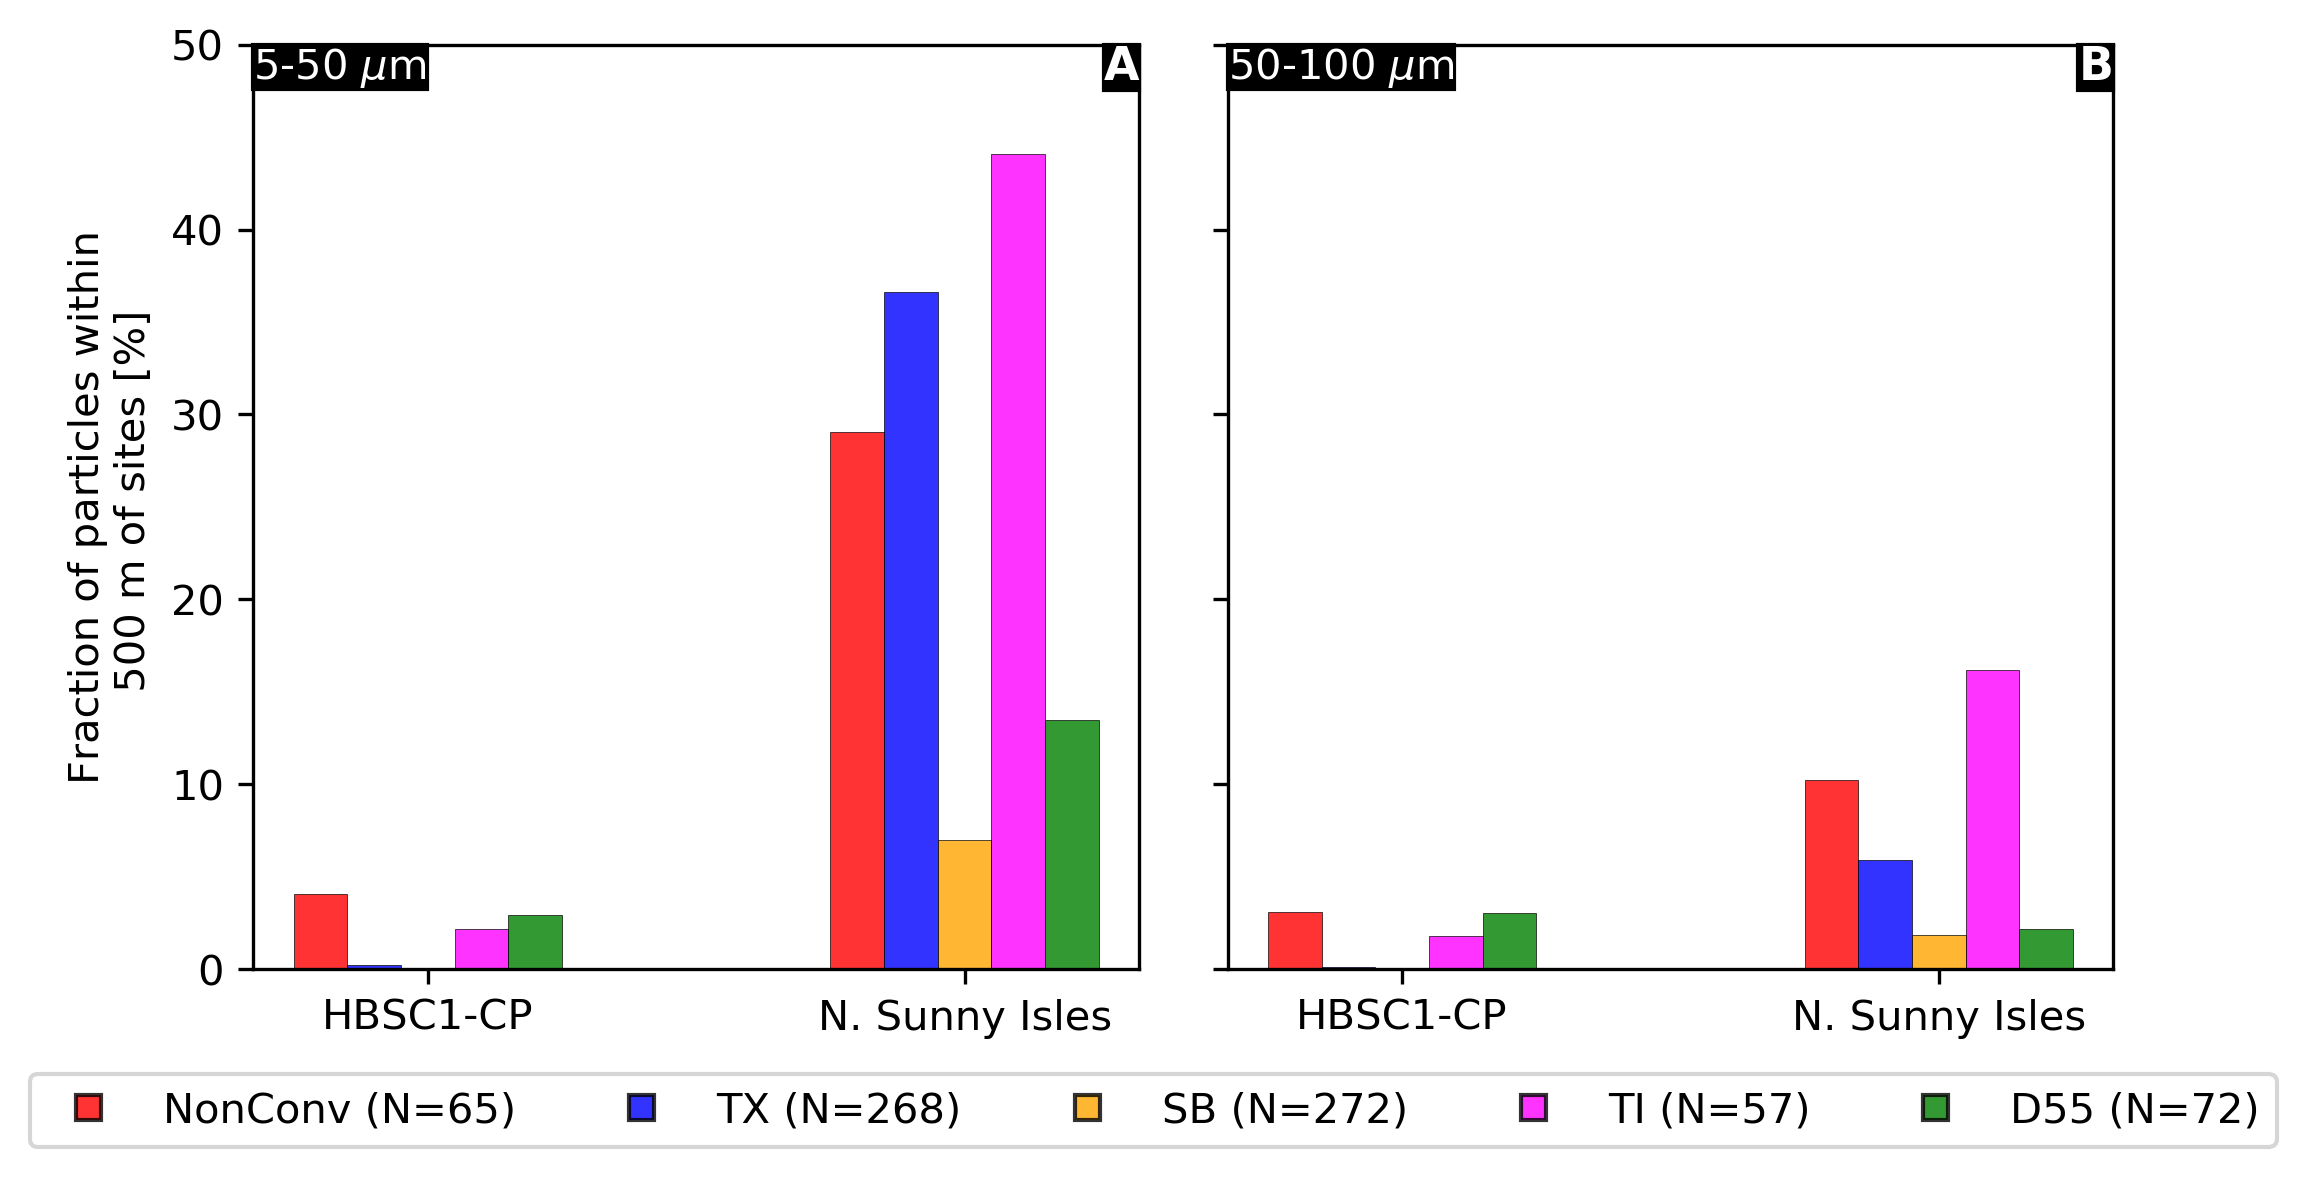 5-50 μm
A
50-100 μm
B
50
40
30
20
10
0
Fraction of particles within
500 m of sites [%]
HBSC1-CP
N. Sunny Isles
HBSC1-CP
N. Sunny Isles
NonConv (N=65)
TX (N=268)
SB (N=272)
TI (N=57)
D55 (N=72)